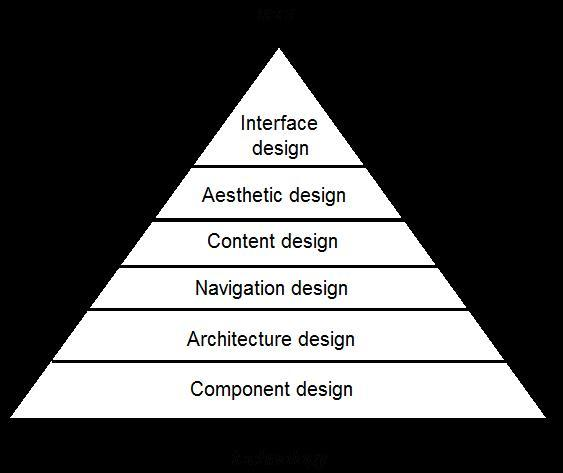 Interface
design
Aesthetic design
Content design
Navigation design
Architecture design
Component design